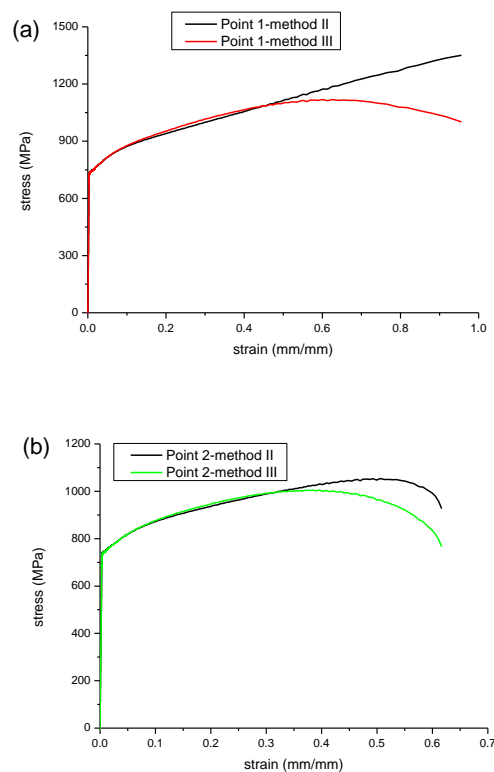 (a)
Point 1-method II
Point 1-method III
1500
1200
900
600
300
0
stress (MPa)
0.0 0.2 0.4 0.6 0.8 1.0
strain (mm/mm)
(b)
Point 2-method II
Point 2-method III
1200
1000
800
600
400
200
0
stress (MPa)
0.0 0.1 0.2 0.3 0.4 0.5 0.6 0.7
strain (mm/mm)